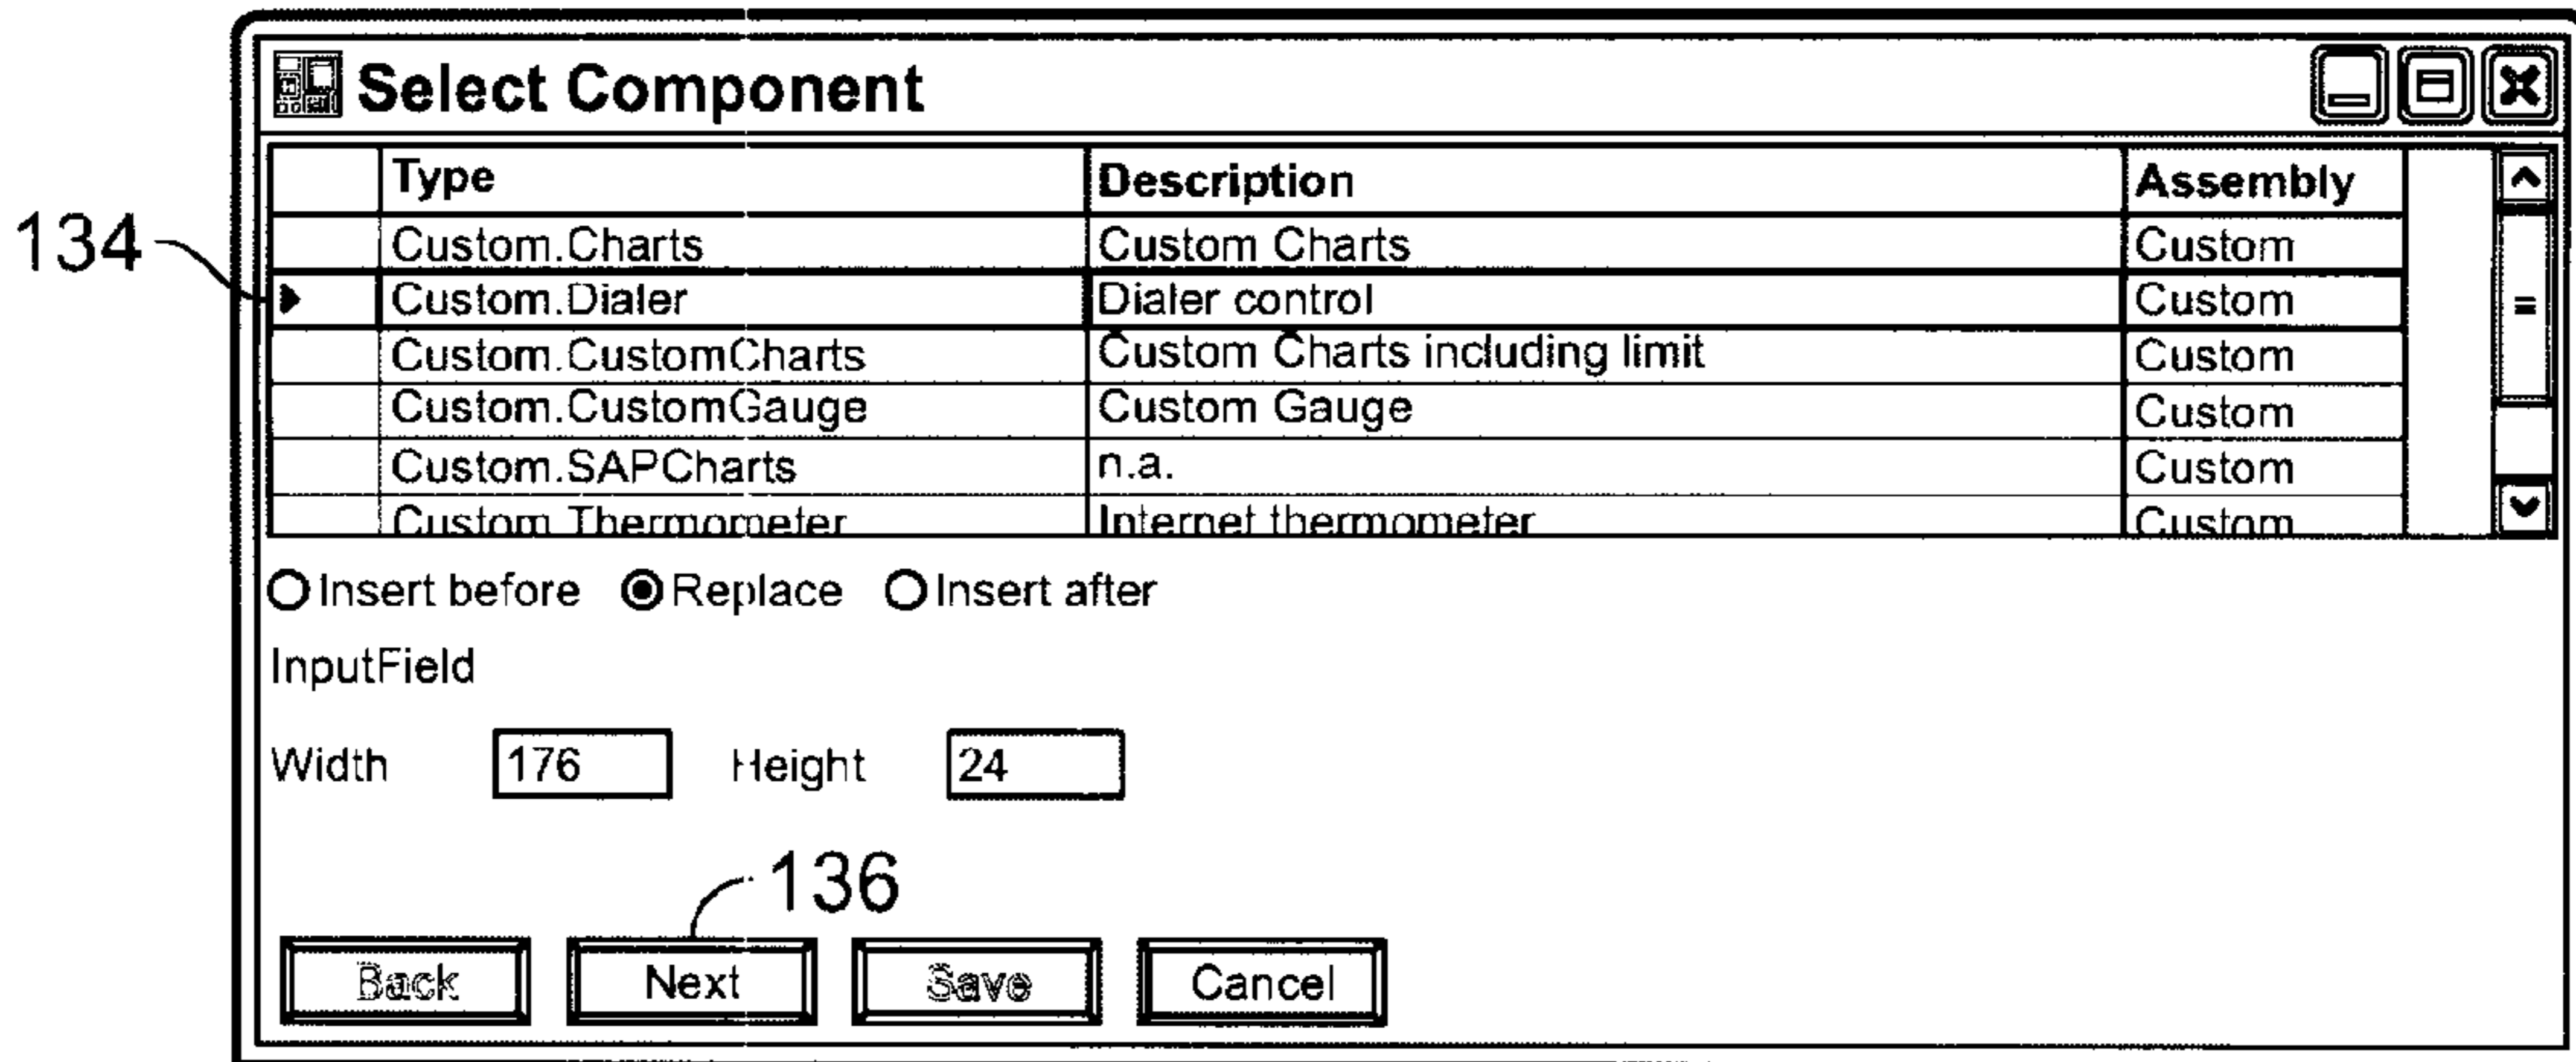 Select Component
Type Description Assembly
134
Custom.Charts Custom Charts Custom
Custom.Dialer Dialer control Custom
Custom.CustomCharts Custom Charts including limit Custom
Custom.CustomGauge Custom Gauge Custom
Custom.SAPCharts n.a. Custom
Custom.Thermometer Internet thermometer Custom
Insert before Replace Insert after
InputField
Width 176 Height 24
136
Back Next Save Cancel